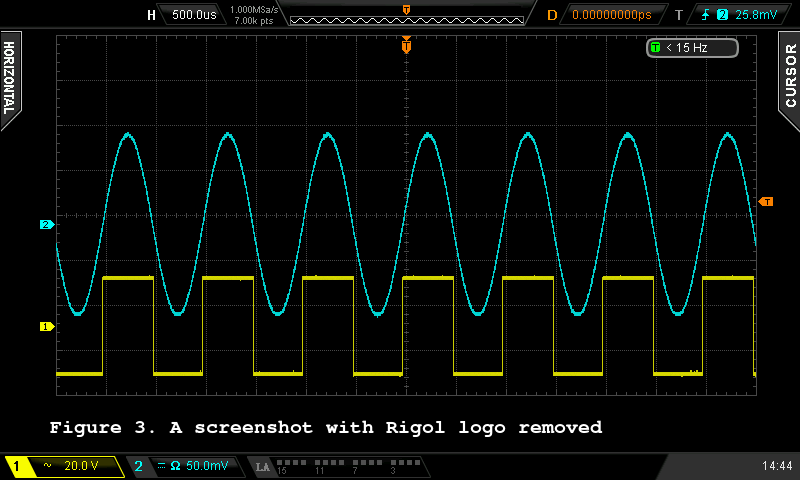 H 500.0us 1.000MSa/s 7.00k pts T D 0.00000000ps T 2 25.8mV
HORIZONTAL
T
T < 15 Hz
CURSOR
T
2
1
Figure 3. A screenshot with Rigol logo removed
1 ~ 20.0 V 2 Ω 50.0mV LA 15 11 7 3 14:44